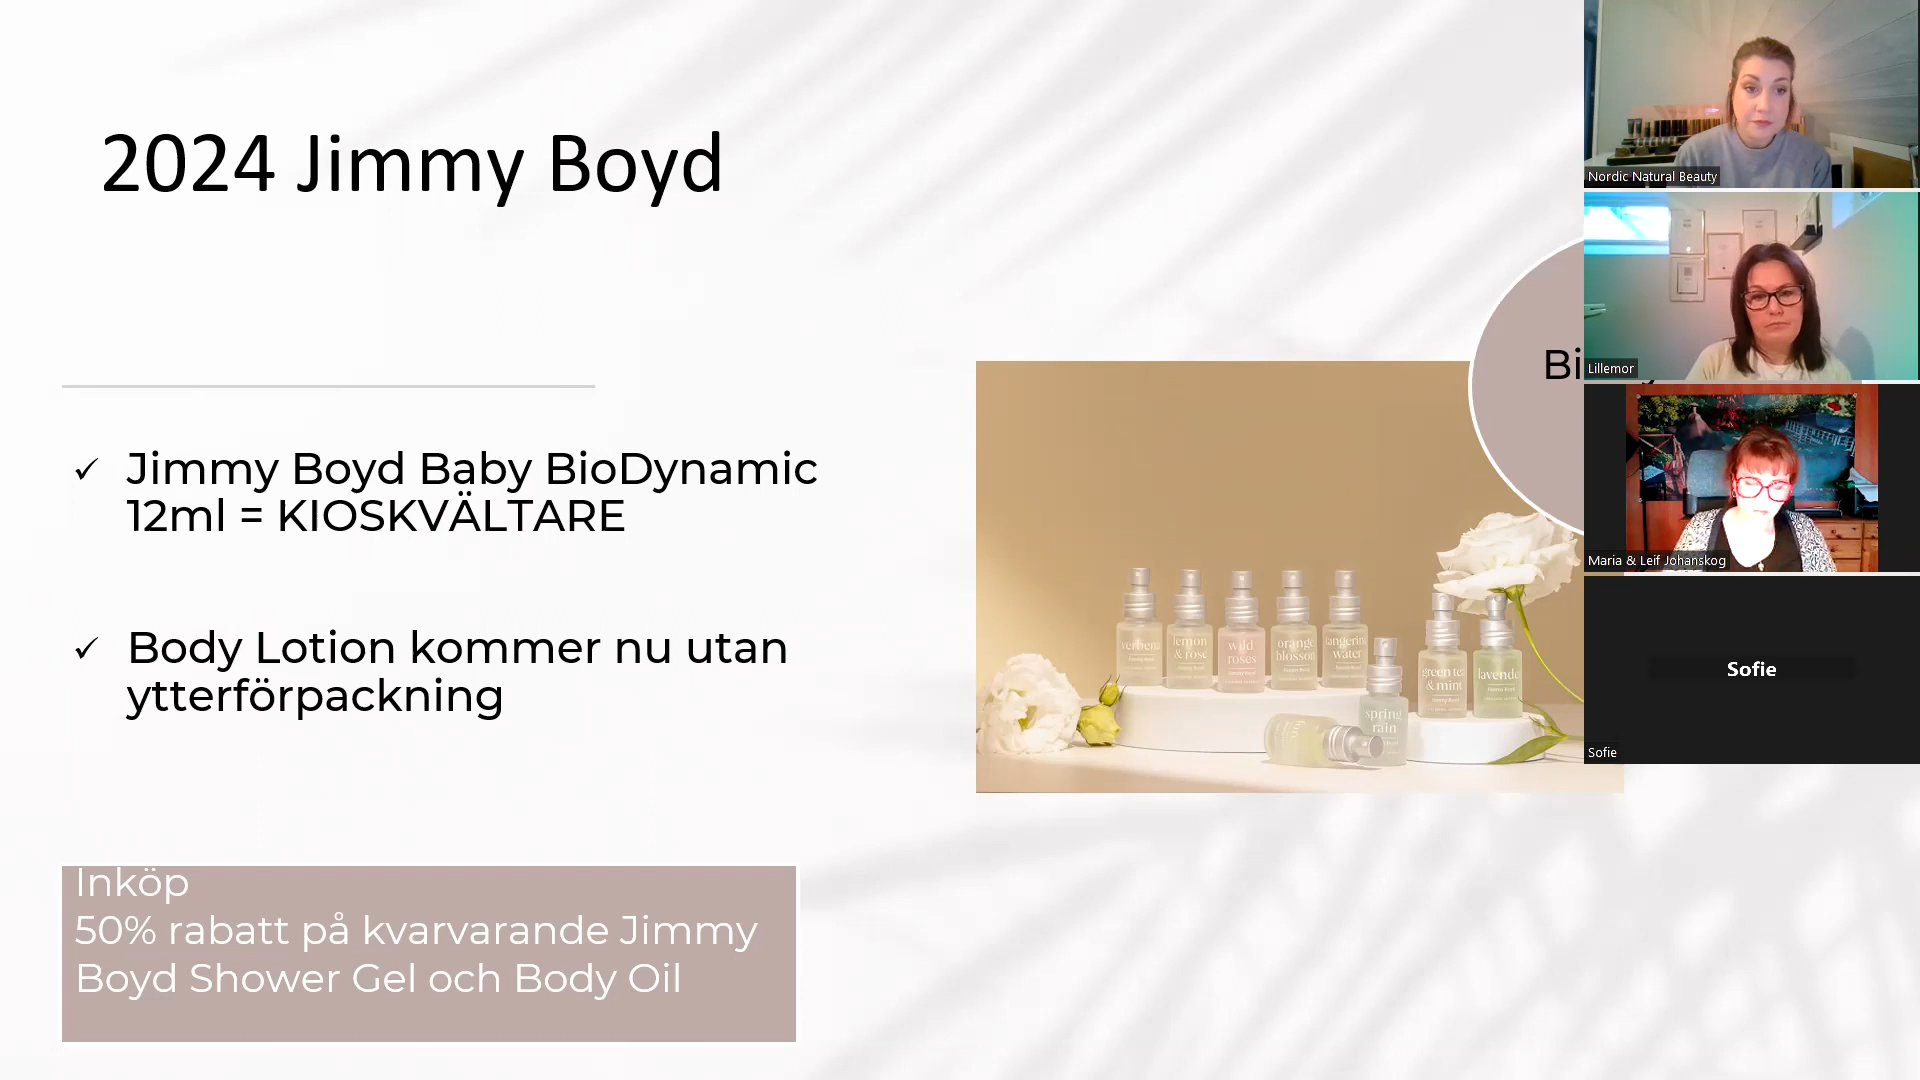 2024 Jimmy Boyd
✓ Jimmy Boyd Baby BioDynamic
12ml = KIOSKVÄLTARE
✓ Body Lotion kommer nu utan
ytterförpackning
Inköp
50% rabatt på kvarvarande Jimmy
Boyd Shower Gel och Body Oil
verbena
lemon
& rose
wild
roses
orange
blossom
tangerine
water
spring
rain
green tea
& mint
lavender
Nordic Natural Beauty
Lillemor
Maria & Leif Johanskog
Sofie
Sofie